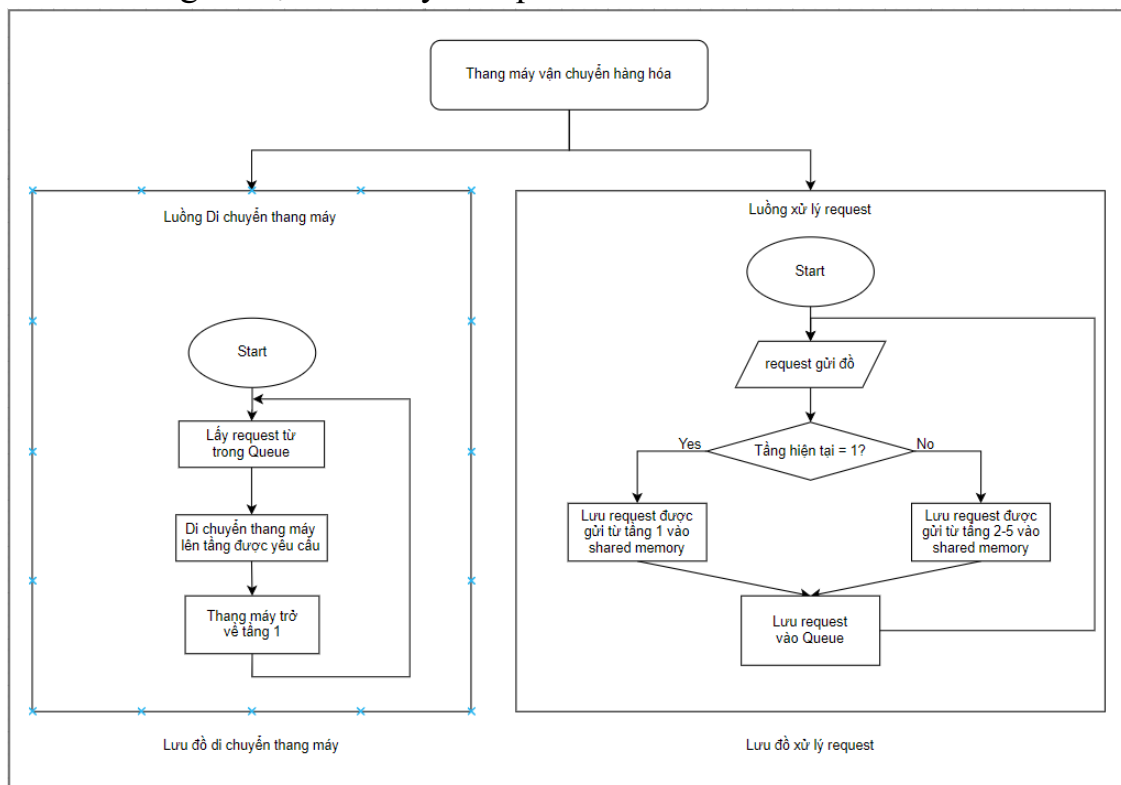 Thang máy vận chuyển hàng hóa
Luồng Di chuyển thang máy
Start
Lấy request từ
trong Queue
Di chuyển thang máy
lên tầng được yêu cầu
Thang máy trở
về tầng 1
Lưu đồ di chuyển thang máy
Luồng xử lý request
Start
request gửi đồ
Tầng hiện tại = 1?
Yes
No
Lưu request được
gửi từ tầng 1 vào
shared memory
Lưu request được
gửi từ tầng 2-5 vào
shared memory
Lưu request
vào Queue
Lưu đồ xử lý request